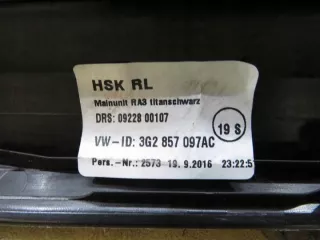 HSK RL
Mainunit RA3 titanschwarz
DRS: 09228 00107
19 S
VW-ID: 3G2 857 097AC
Pers.-Nr.: 2573 19.9.2016 23:22:5